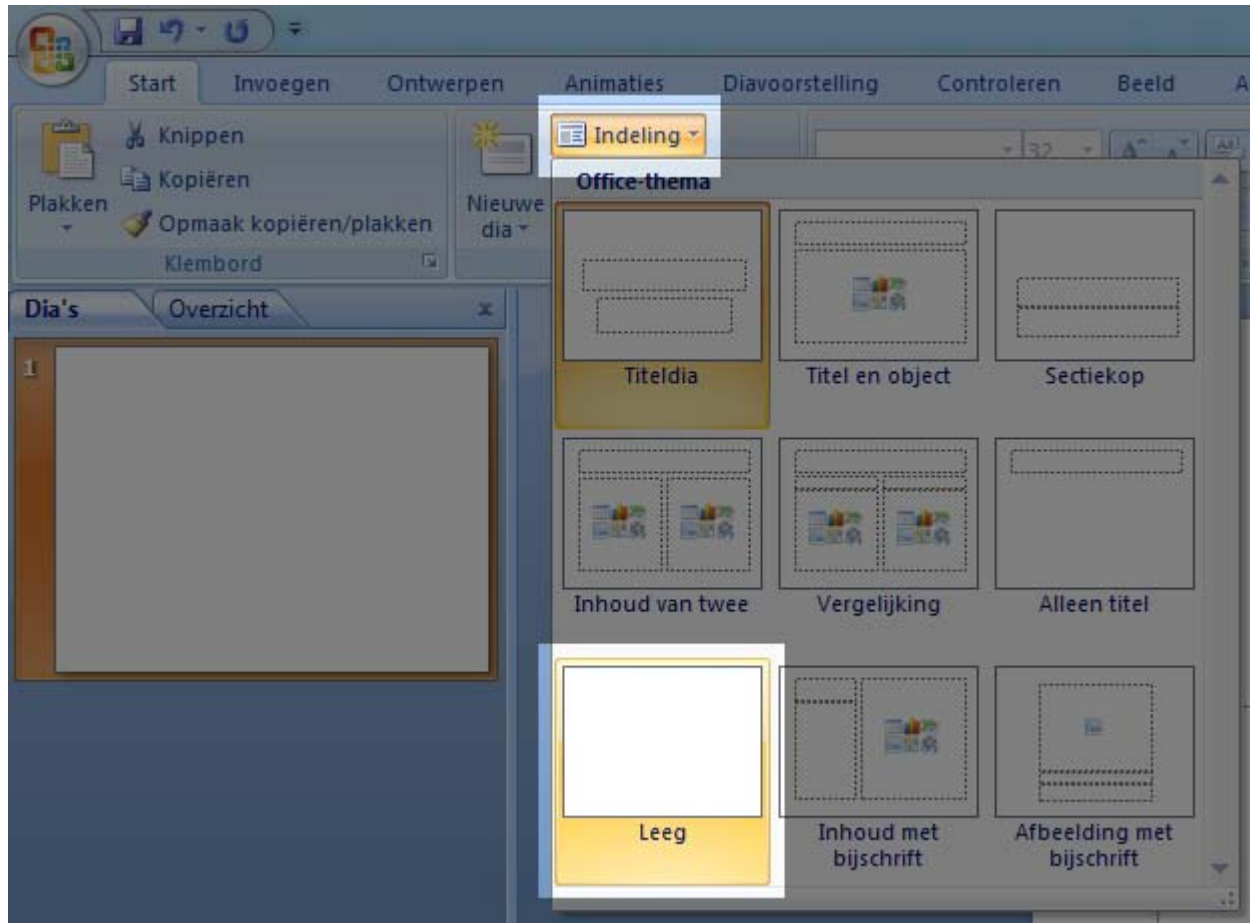 Start Invoegen Ontwerpen Animaties Diavoorstelling Controleren Beeld A
Knippen
Kopiëren
Opmaak kopiëren/plakken
Plakken
Klembord
Nieuwe
dia
Indeling
32
Office-thema
Titeldia Titel en object Sectiekop
Inhoud van twee Vergelijking Alleen titel
Leeg Inhoud met
bijschrift Afbeelding met
bijschrift
Dia's Overzicht
1